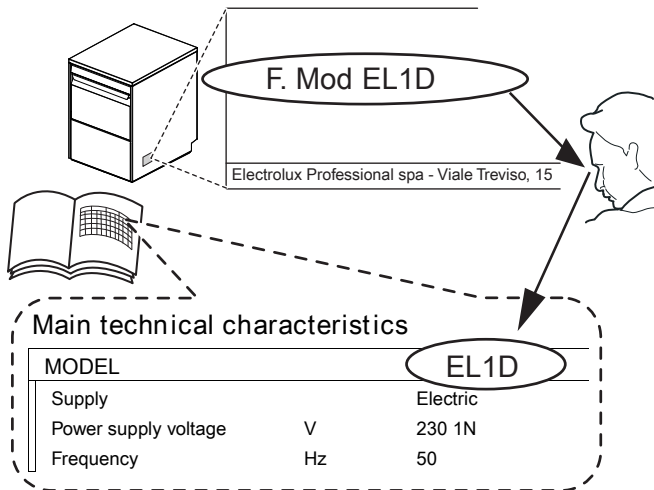 F. Mod EL1D
Electrolux Professional spa - Viale Treviso, 15
Main technical characteristics
MODEL EL1D
Supply Electric
Power supply voltage V 230 1N
Frequency Hz 50